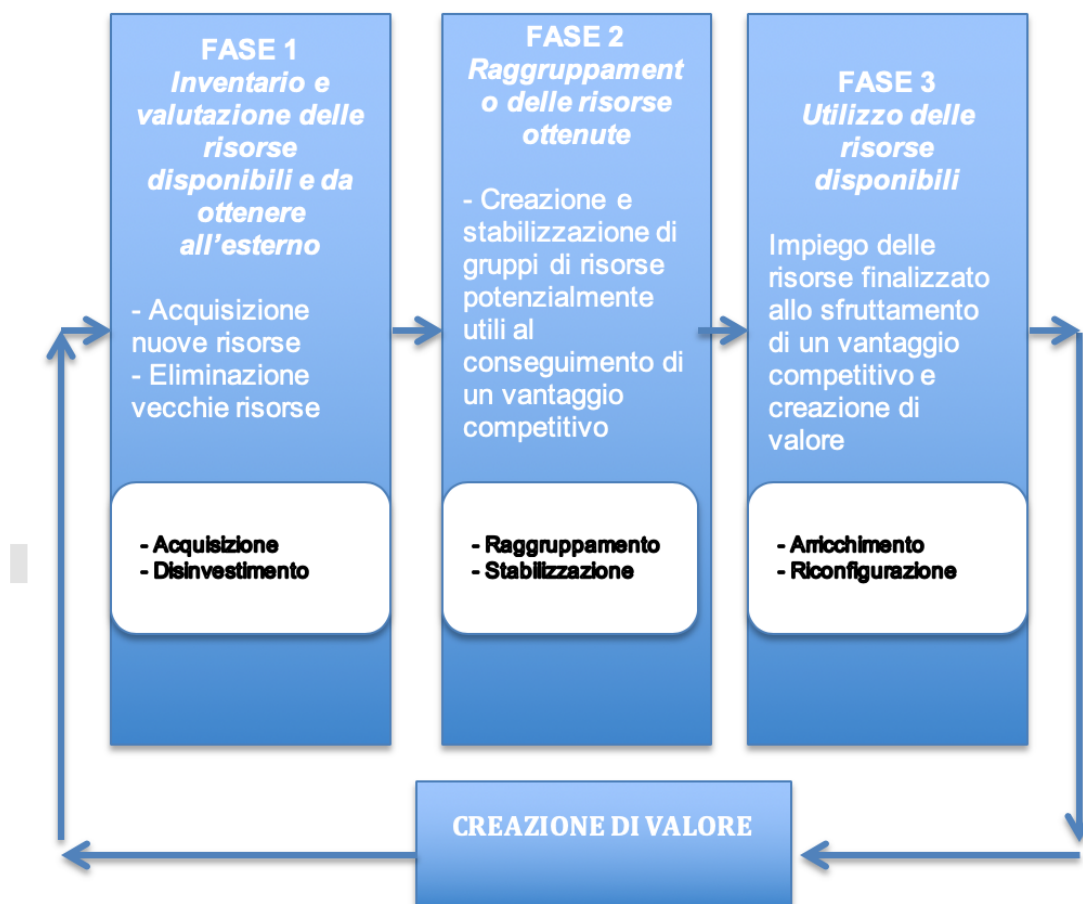 FASE 1
Inventario e
valutazione delle
risorse
disponibili e da
ottenere
all’esterno
- Acquisizione
nuove risorse
- Eliminazione
vecchie risorse
- Acquisizione
- Disinvestimento
FASE 2
Raggruppament
o delle risorse
ottenute
- Creazione e
stabilizzazione di
gruppi di risorse
potenzialmente
utili al
conseguimento di
un vantaggio
competitivo
- Raggruppamento
- Stabilizzazione
FASE 3
Utilizzo delle
risorse
disponibili
Impiego delle
risorse finalizzato
allo sfruttamento
di un vantaggio
competitivo e
creazione di
valore
- Arricchimento
- Riconfigurazione
CREAZIONE DI VALORE